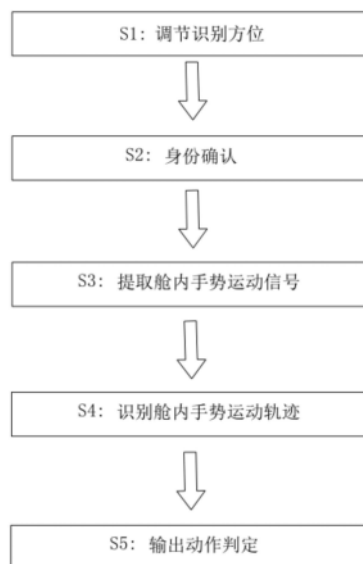 S1: 调节识别方位
S2: 身份确认
S3: 提取舱内手势运动信号
S4: 识别舱内手势运动轨迹
S5: 输出动作判定